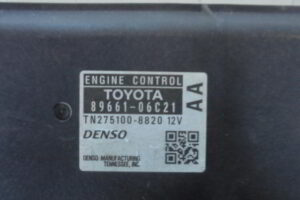 ENGINE CONTROL
TOYOTA
89661-06C21
AA
TN275100-8820 12V
DENSO
DENSO MANUFACTURING
TENNESSEE, INC.